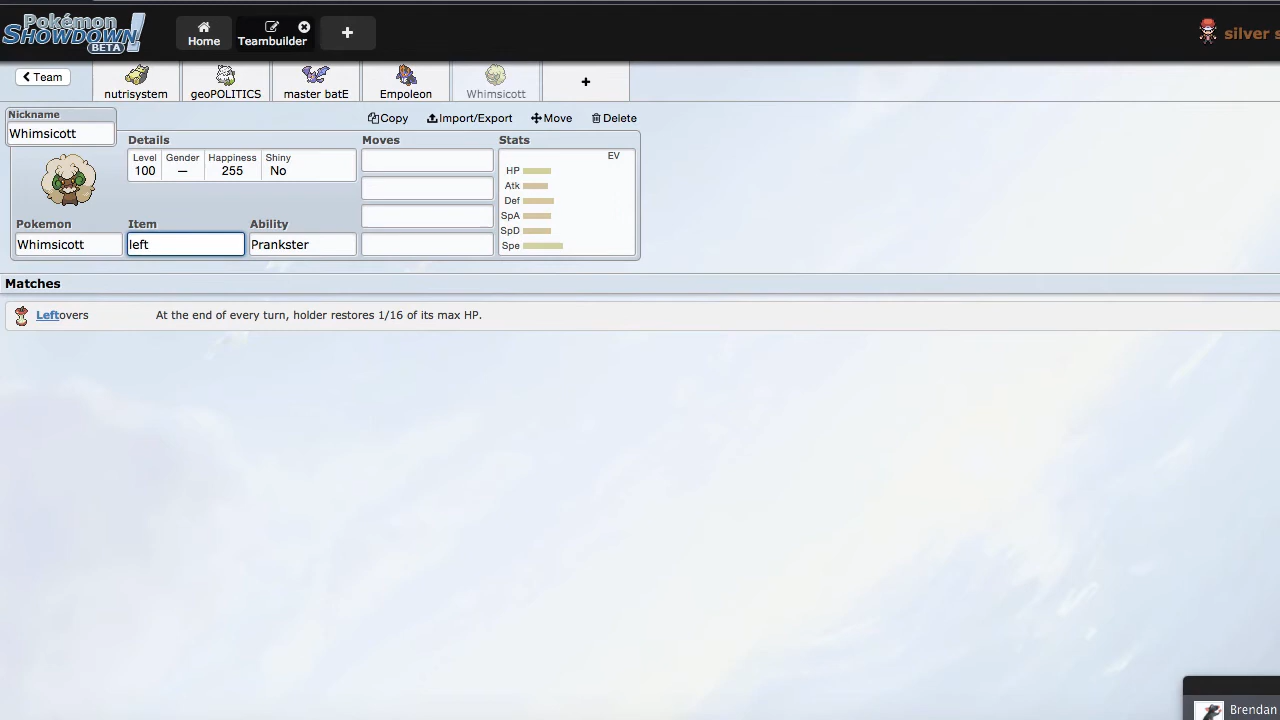 Pokémon
SHOWDOWN!
BETA
Home
Teambuilder
+
silver s
Team
nutrisystem
geoPOLITICS
master batE
Empoleon
Whimsicott
+
Nickname
Whimsicott
Copy
Import/Export
Move
Delete
Details
Moves
Stats
Level
Gender
Happiness
Shiny
100
—
255
No
EV
HP
Atk
Def
SpA
SpD
Spe
Pokemon
Item
Ability
Whimsicott
left
Prankster
Matches
Leftovers At the end of every turn, holder restores 1/16 of its max HP.
Brendan